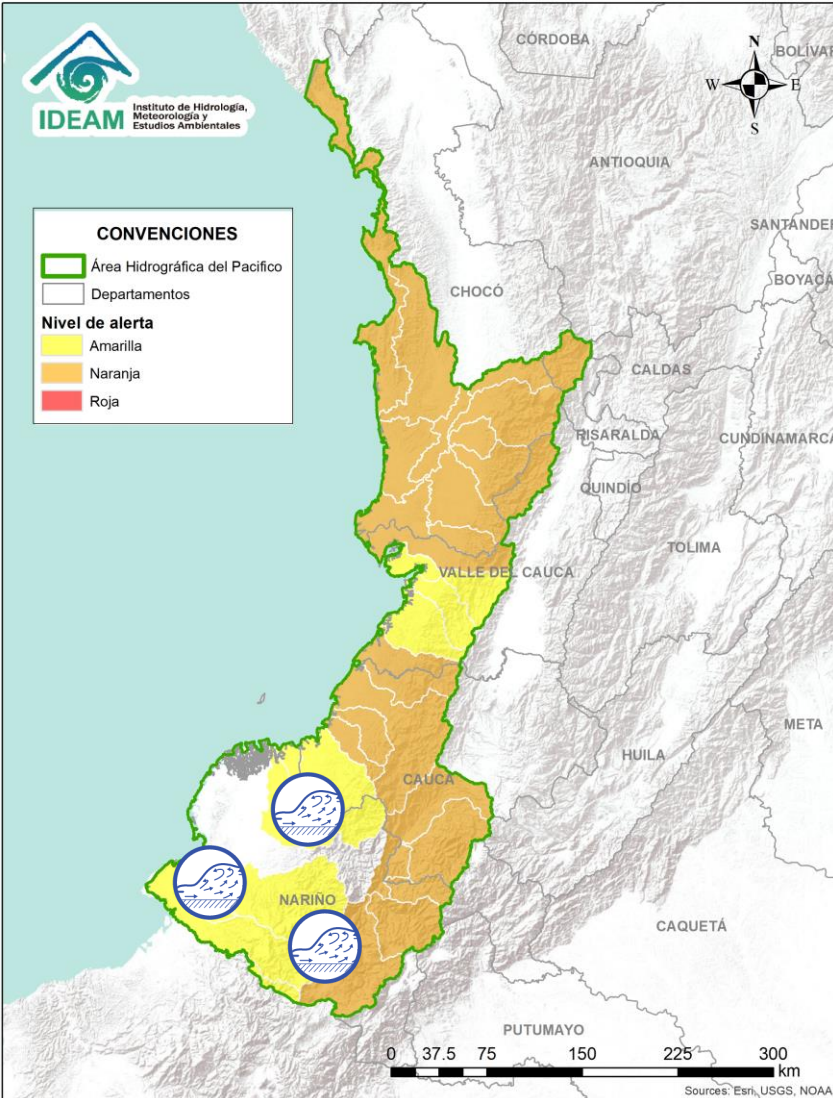 IDEAM
Instituto de Hidrología,
Meteorología y
Estudios Ambientales
N
W
E
S
CÓRDOBA
BOLÍVAR
ANTIOQUIA
SANTANDER
BOYACÁ
CONVENCIONES
Área Hidrográfica del Pacifico
Departamentos
Nivel de alerta
Amarilla
Naranja
Roja
CHOCÓ
CALDAS
RISARALDA
CUNDINAMARCA
QUINDÍO
TOLIMA
VALLE DEL CAUCA
META
HUILA
CAUCA
NARIÑO
CAQUETÁ
PUTUMAYO
0 37.5 75 150 225 300
km
Sources: Esri, USGS, NOAA